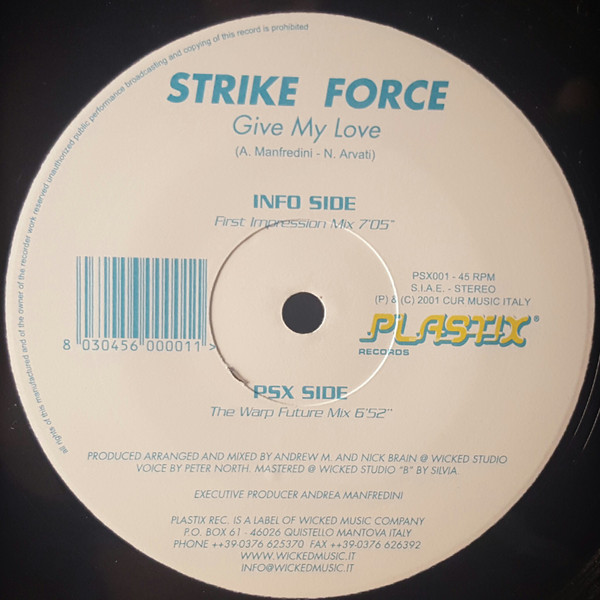 all rights of this manufactured and of the owner of the recorder work reserved unauthorized public performance broadcasting and copying of this record is prohibited
STRIKE FORCE
Give My Love
(A. Manfredini - N. Arvati)
INFO SIDE
First Impression Mix 7'05"
PSX001 - 45 RPM
S.I.A.E. - STEREO
(P) & (C) 2001 CUR MUSIC ITALY
PLASTIX®
RECORDS
8 030456 000011 >
PSX SIDE
The Warp Future Mix 6'52"
PRODUCED ARRANGED AND MIXED BY ANDREW M. AND NICK BRAIN @ WICKED STUDIO
VOICE BY PETER NORTH. MASTERED @ WICKED STUDIO "B" BY SILVIA.
EXECUTIVE PRODUCER ANDREA MANFREDINI
PLASTIX REC. IS A LABEL OF WICKED MUSIC COMPANY
P.O. BOX 61 - 46026 QUISTELLO MANTOVA ITALY
PHONE ++39-0376 625370 FAX ++39-0376 626392
WWW.WICKEDMUSIC.IT
INFO@WICKEDMUSIC.IT